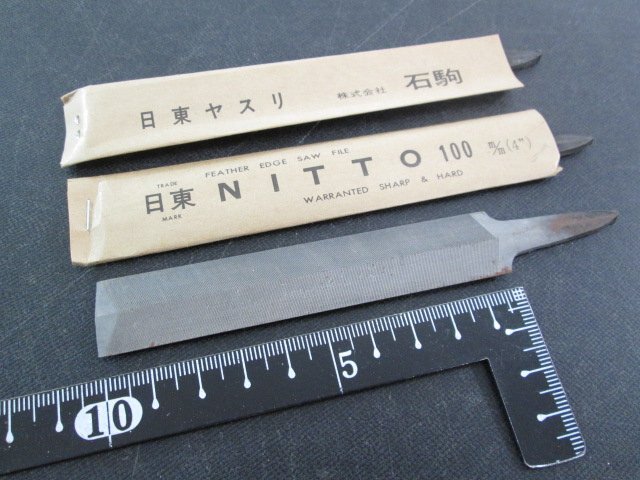 日東ヤスリ 株式会社 石駒
FEATHER EDGE SAW FILE
TRADE
日東 NITTO 100 m/m (4")
MARK
WARRANTED SHARP & HARD
5
10